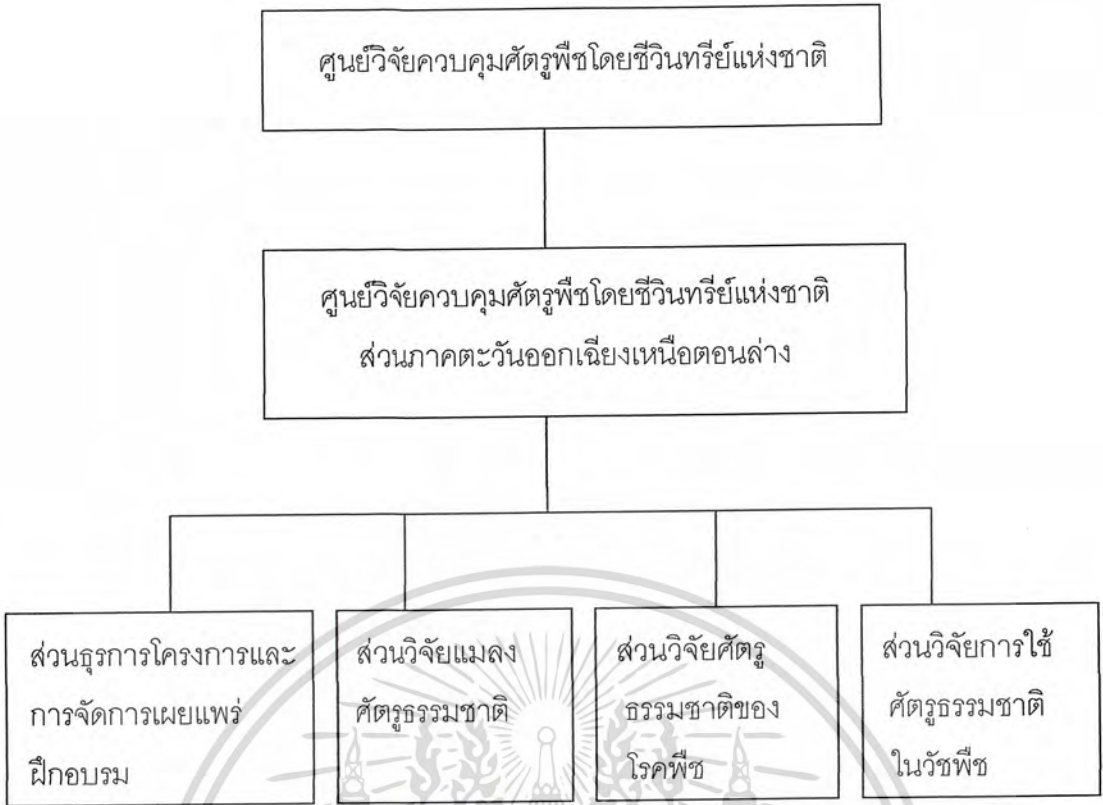 ศูนย์วิจัยควบคุมศัตรูพืชโดยชีวินทรีย์แห่งชาติ
ศูนย์วิจัยควบคุมศัตรูพืชโดยชีวินทรีย์แห่งชาติ
ส่วนภาคตะวันออกเฉียงเหนือตอนล่าง
ส่วนธุรการโครงการและ
การจัดการเผยแพร่
ฝึกอบรม
ส่วนวิจัยแมลง
ศัตรูธรรมชาติ
ส่วนวิจัยศัตรู
ธรรมชาติของ
โรคพืช
ส่วนวิจัยการใช้
ศัตรูธรรมชาติ
ในวัชพืช